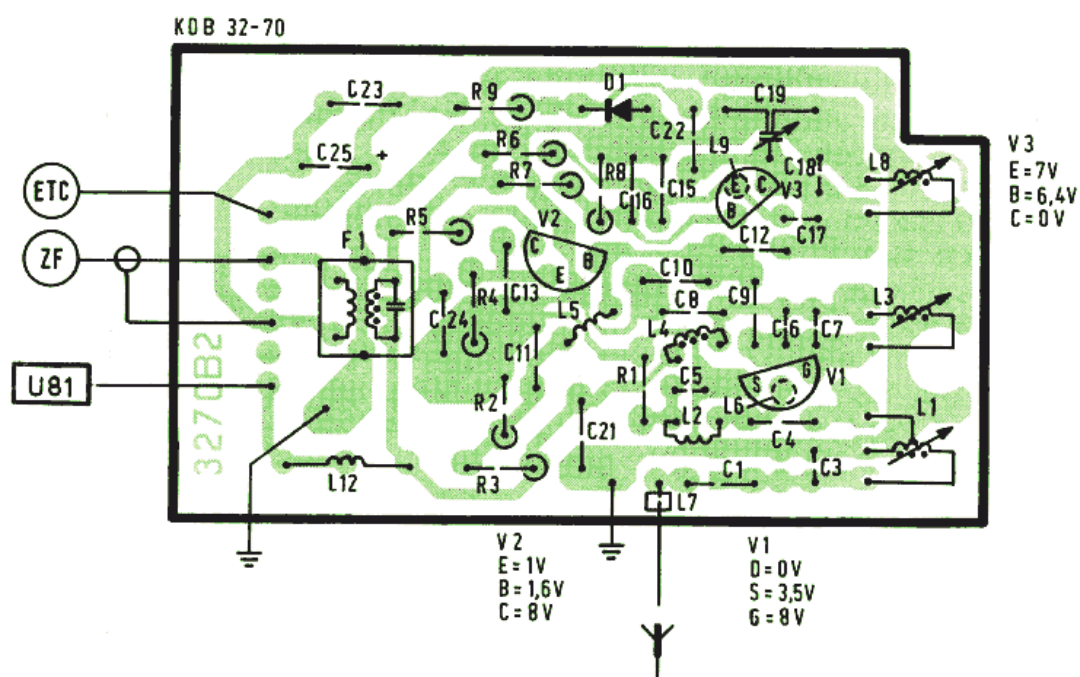 KDB 32-70
C23
R9
D1
C19
C22
L9
C25
+
R6
R7
R8
C16
C15
E
C
B
V3
C18
L8
V3
E=7V
B=6,4V
C=0V
ETC
ZF
F1
R5
V2
C
E
B
C12
C17
C24
R4
C13
L5
C10
C8
C9
L4
C6
C7
L3
U81
3270B2
C11
R2
R1
C5
L2
L6
S
G
V1
L1
C21
C4
L12
R3
C1
C3
L7
V2
E=1V
B=1,6V
C=8V
V1
D=0V
S=3,5V
G=8V